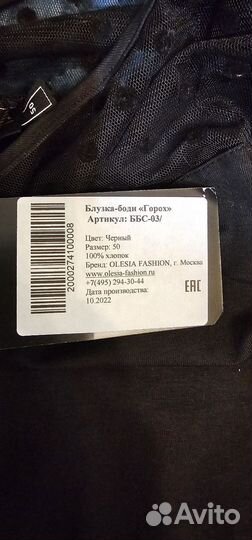 50
Блузка-боди «Горох»
Артикул: ББС-03/
Цвет: Черный
Размер: 50
100% хлопок
Бренд: OLESIA FASHION, г. Москва
www.olesia-fashion.ru
+7(495) 294-30-44
Дата производства:
10.2022
EAC
2000274100008
Avito